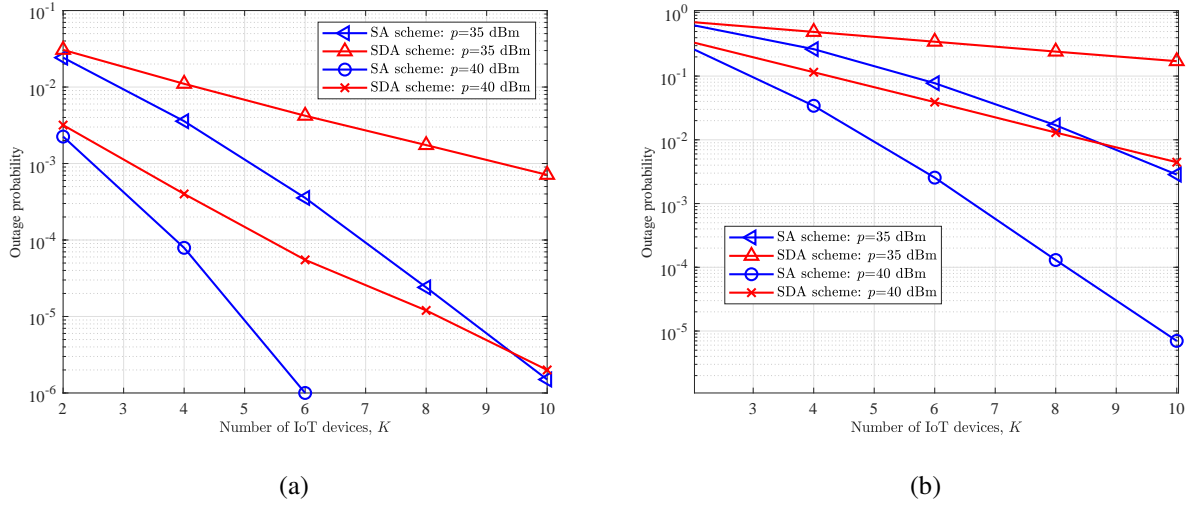 10^-1
10^-2
10^-3
10^-4
10^-5
10^-6
Outage probability
SA scheme: p=35 dBm
SDA scheme: p=35 dBm
SA scheme: p=40 dBm
SDA scheme: p=40 dBm
2 3 4 5 6 7 8 9 10
Number of IoT devices, K
(a)
10^0
10^-1
10^-2
10^-3
10^-4
10^-5
Outage probability
SA scheme: p=35 dBm
SDA scheme: p=35 dBm
SA scheme: p=40 dBm
SDA scheme: p=40 dBm
3 4 5 6 7 8 9 10
Number of IoT devices, K
(b)